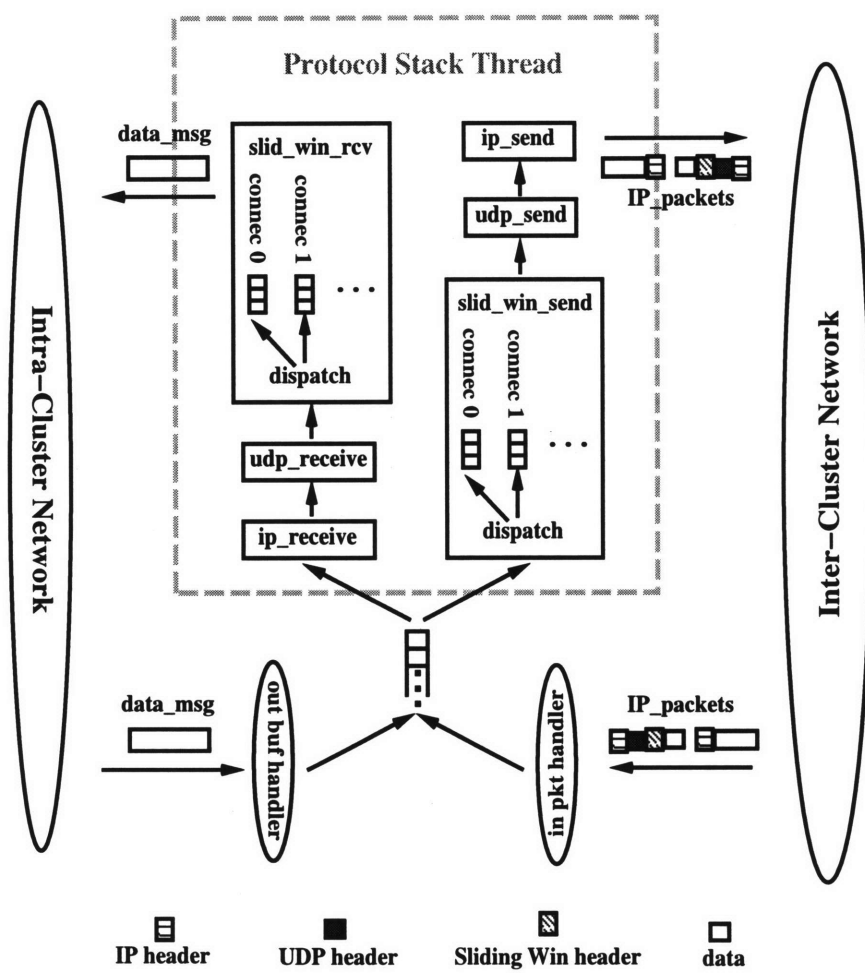 Protocol Stack Thread
data_msg
slid_win_rcv
connec 0
connec 1
. . .
dispatch
udp_receive
ip_receive
ip_send
udp_send
slid_win_send
connec 0
connec 1
. . .
dispatch
IP_packets
Intra-Cluster Network
Inter-Cluster Network
data_msg
out buf handler
in pkt handler
IP_packets
IP header
UDP header
Sliding Win header
data